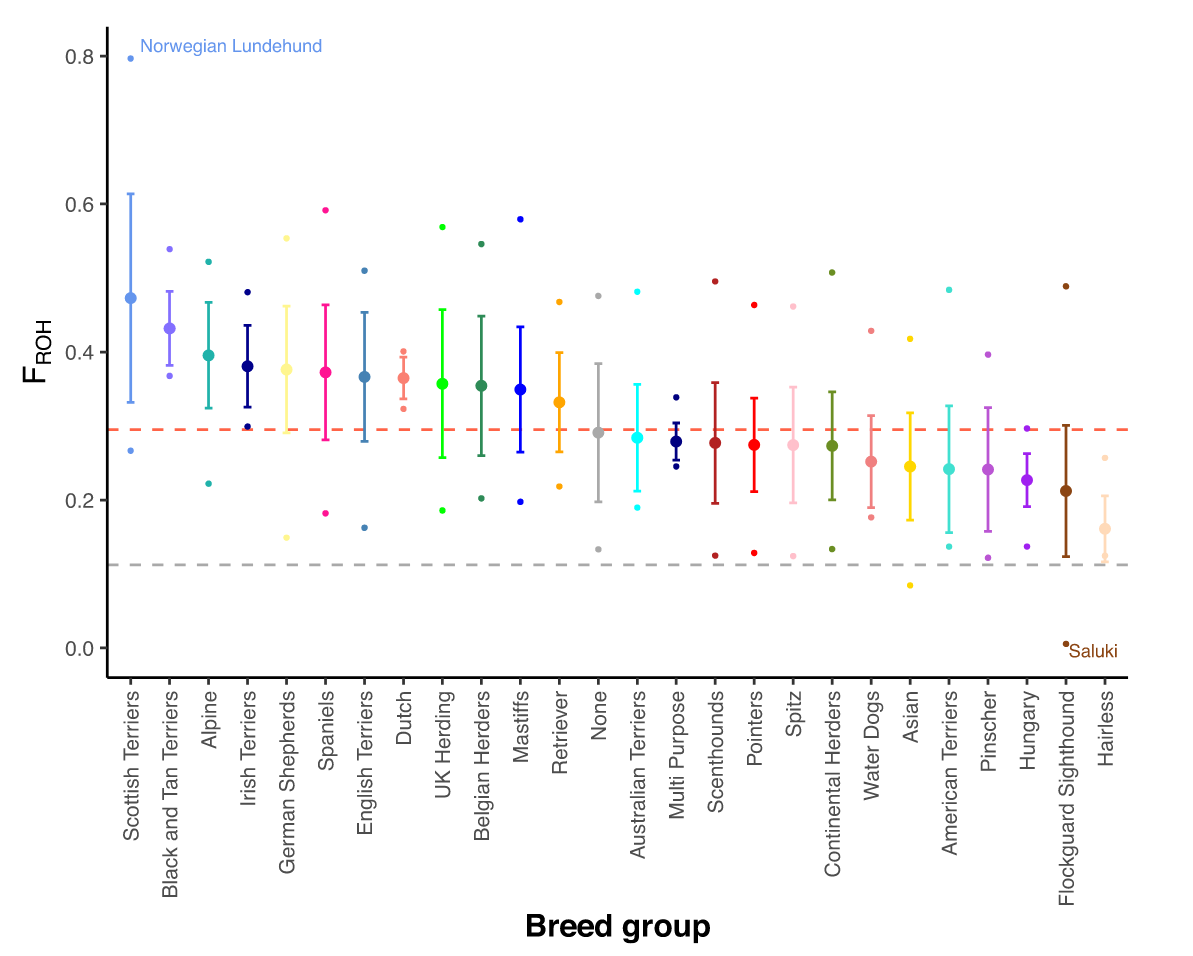 Norwegian Lundehund
0.8
0.6
0.4
0.2
0.0
FROH
Saluki
Scottish Terriers
Black and Tan Terriers
Alpine
Irish Terriers
German Shepherds
Spaniels
English Terriers
Dutch
UK Herding
Belgian Herders
Mastiffs
Retriever
None
Australian Terriers
Multi Purpose
Scenthounds
Pointers
Spitz
Continental Herders
Water Dogs
Asian
American Terriers
Pinscher
Hungary
Flockguard Sighthound
Hairless
Breed group